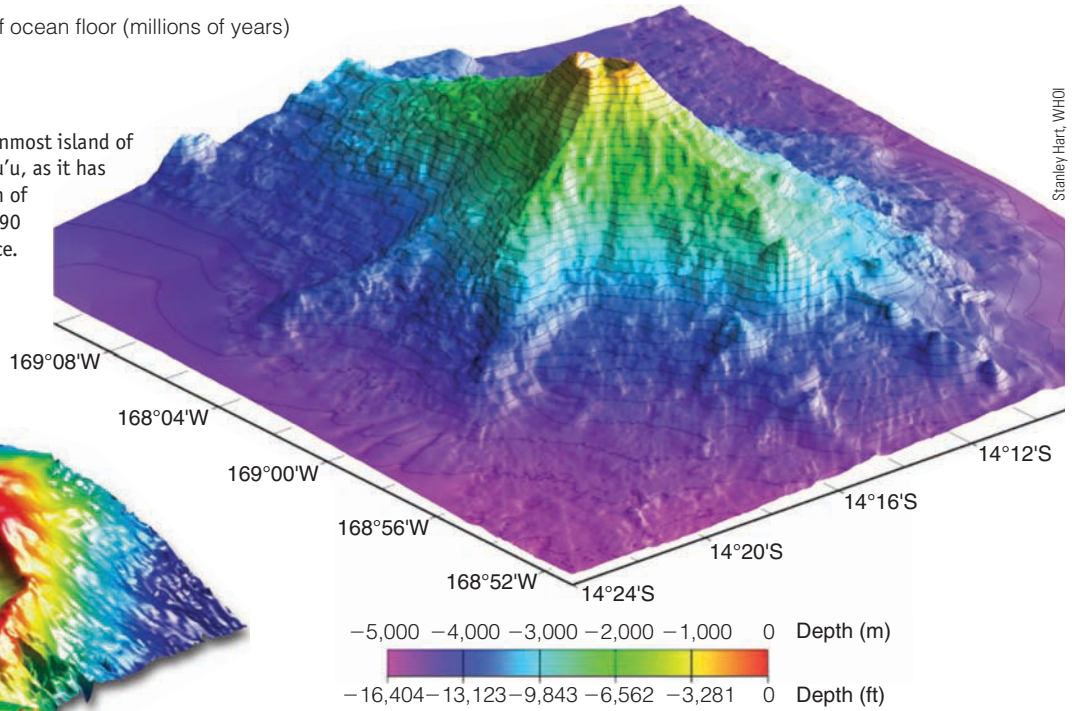 f ocean floor (millions of years)
nmost island of
u'u, as it has
n of
90
ce.
Stanley Hart, WHOI
169°08'W
168°04'W
169°00'W
168°56'W
168°52'W
14°24'S
14°20'S
14°16'S
14°12'S
−5,000 −4,000 −3,000 −2,000 −1,000 0 Depth (m)
−16,404 −13,123 −9,843 −6,562 −3,281 0 Depth (ft)